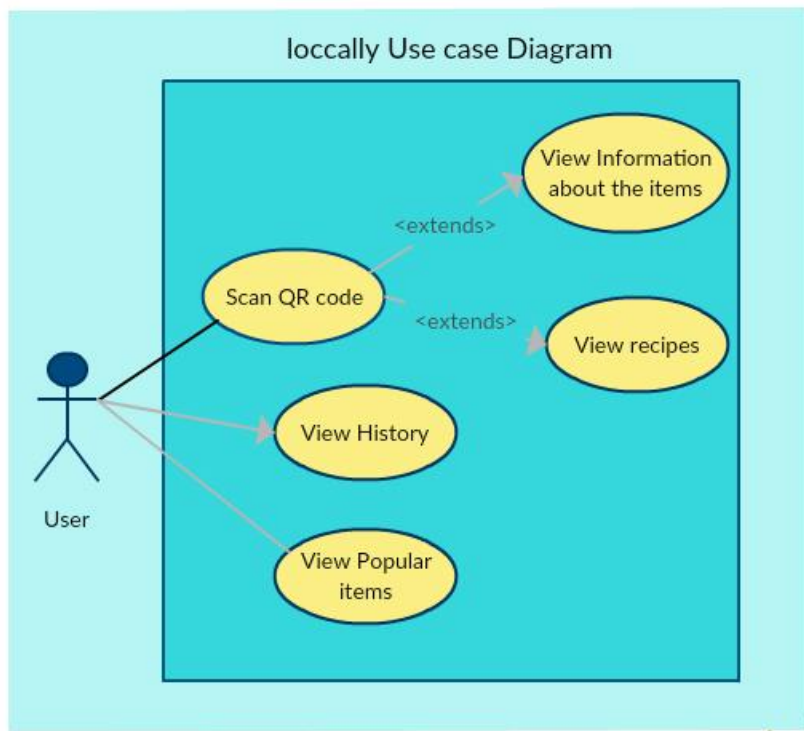 loccally Use case Diagram
View Information
about the items
<extends>
Scan QR code
<extends>
View recipes
View History
User
View Popular
items